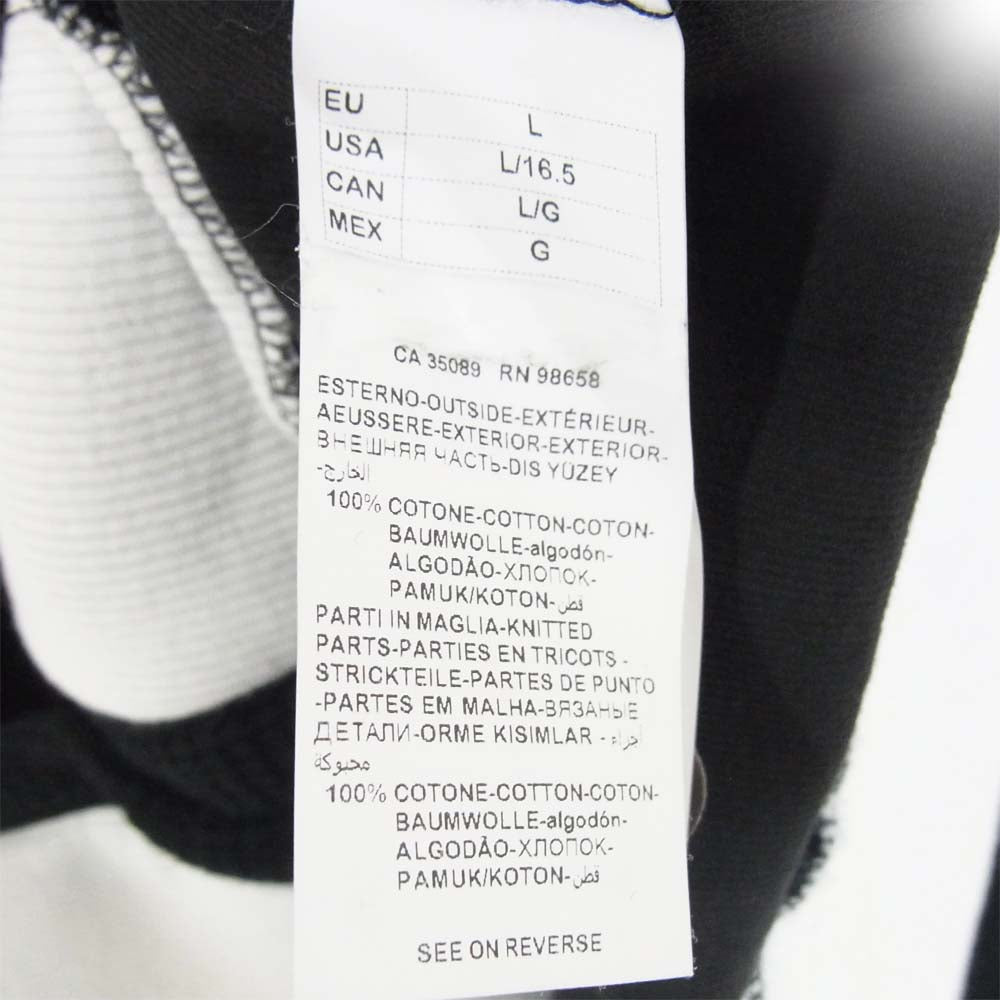 EU L
USA L/16.5
CAN L/G
MEX G
CA 35089 RN 98658
ESTERNO-OUTSIDE-EXTÉRIEUR-
AEUSSERE-EXTERIOR-EXTERIOR-
ВНЕШНЯЯ ЧАСТЬ-DIS YÜZEY
-الخارج
100% COTONE-COTTON-COTON-
BAUMWOLLE-algodón-
ALGODÃO-ХЛОПОК-
PAMUK/KOTON-قطن
PARTI IN MAGLIA-KNITTED
PARTS-PARTIES EN TRICOTS -
STRICKTEILE-PARTES DE PUNTO
-PARTES EM MALHA-ВЯЗАНЫЕ
ДЕТАЛИ-ORME KISIMLAR - أجزاء
محبوكة
100% COTONE-COTTON-COTON-
BAUMWOLLE-algodón-
ALGODÃO-ХЛОПОК-
PAMUK/KOTON-قطن
SEE ON REVERSE